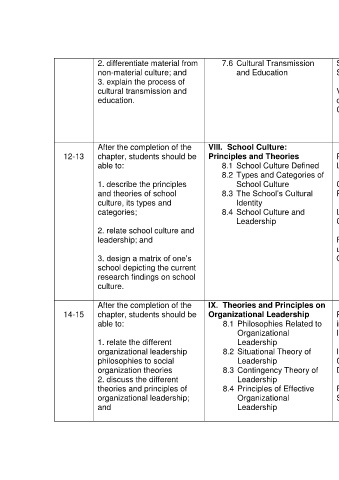 2. differentiate material from
non-material culture; and
3. explain the process of
cultural transmission and
education.
7.6 Cultural Transmission
and Education
12-13
After the completion of the
chapter, students should be
able to:
1. describe the principles
and theories of school
culture, its types and
categories;
2. relate school culture and
leadership; and
3. design a matrix of one's
school depicting the current
research findings on school
culture.
VIII. School Culture:
Principles and Theories
8.1 School Culture Defined
8.2 Types and Categories of
School Culture
8.3 The School's Cultural
Identity
8.4 School Culture and
Leadership
14-15
After the completion of the
chapter, students should be
able to:
1. relate the different
organizational leadership
philosophies to social
organization theories
2. discuss the different
theories and principles of
organizational leadership;
and
IX. Theories and Principles on
Organizational Leadership
8.1 Philosophies Related to
Organizational
Leadership
8.2 Situational Theory of
Leadership
8.3 Contingency Theory of
Leadership
8.4 Principles of Effective
Organizational
Leadership